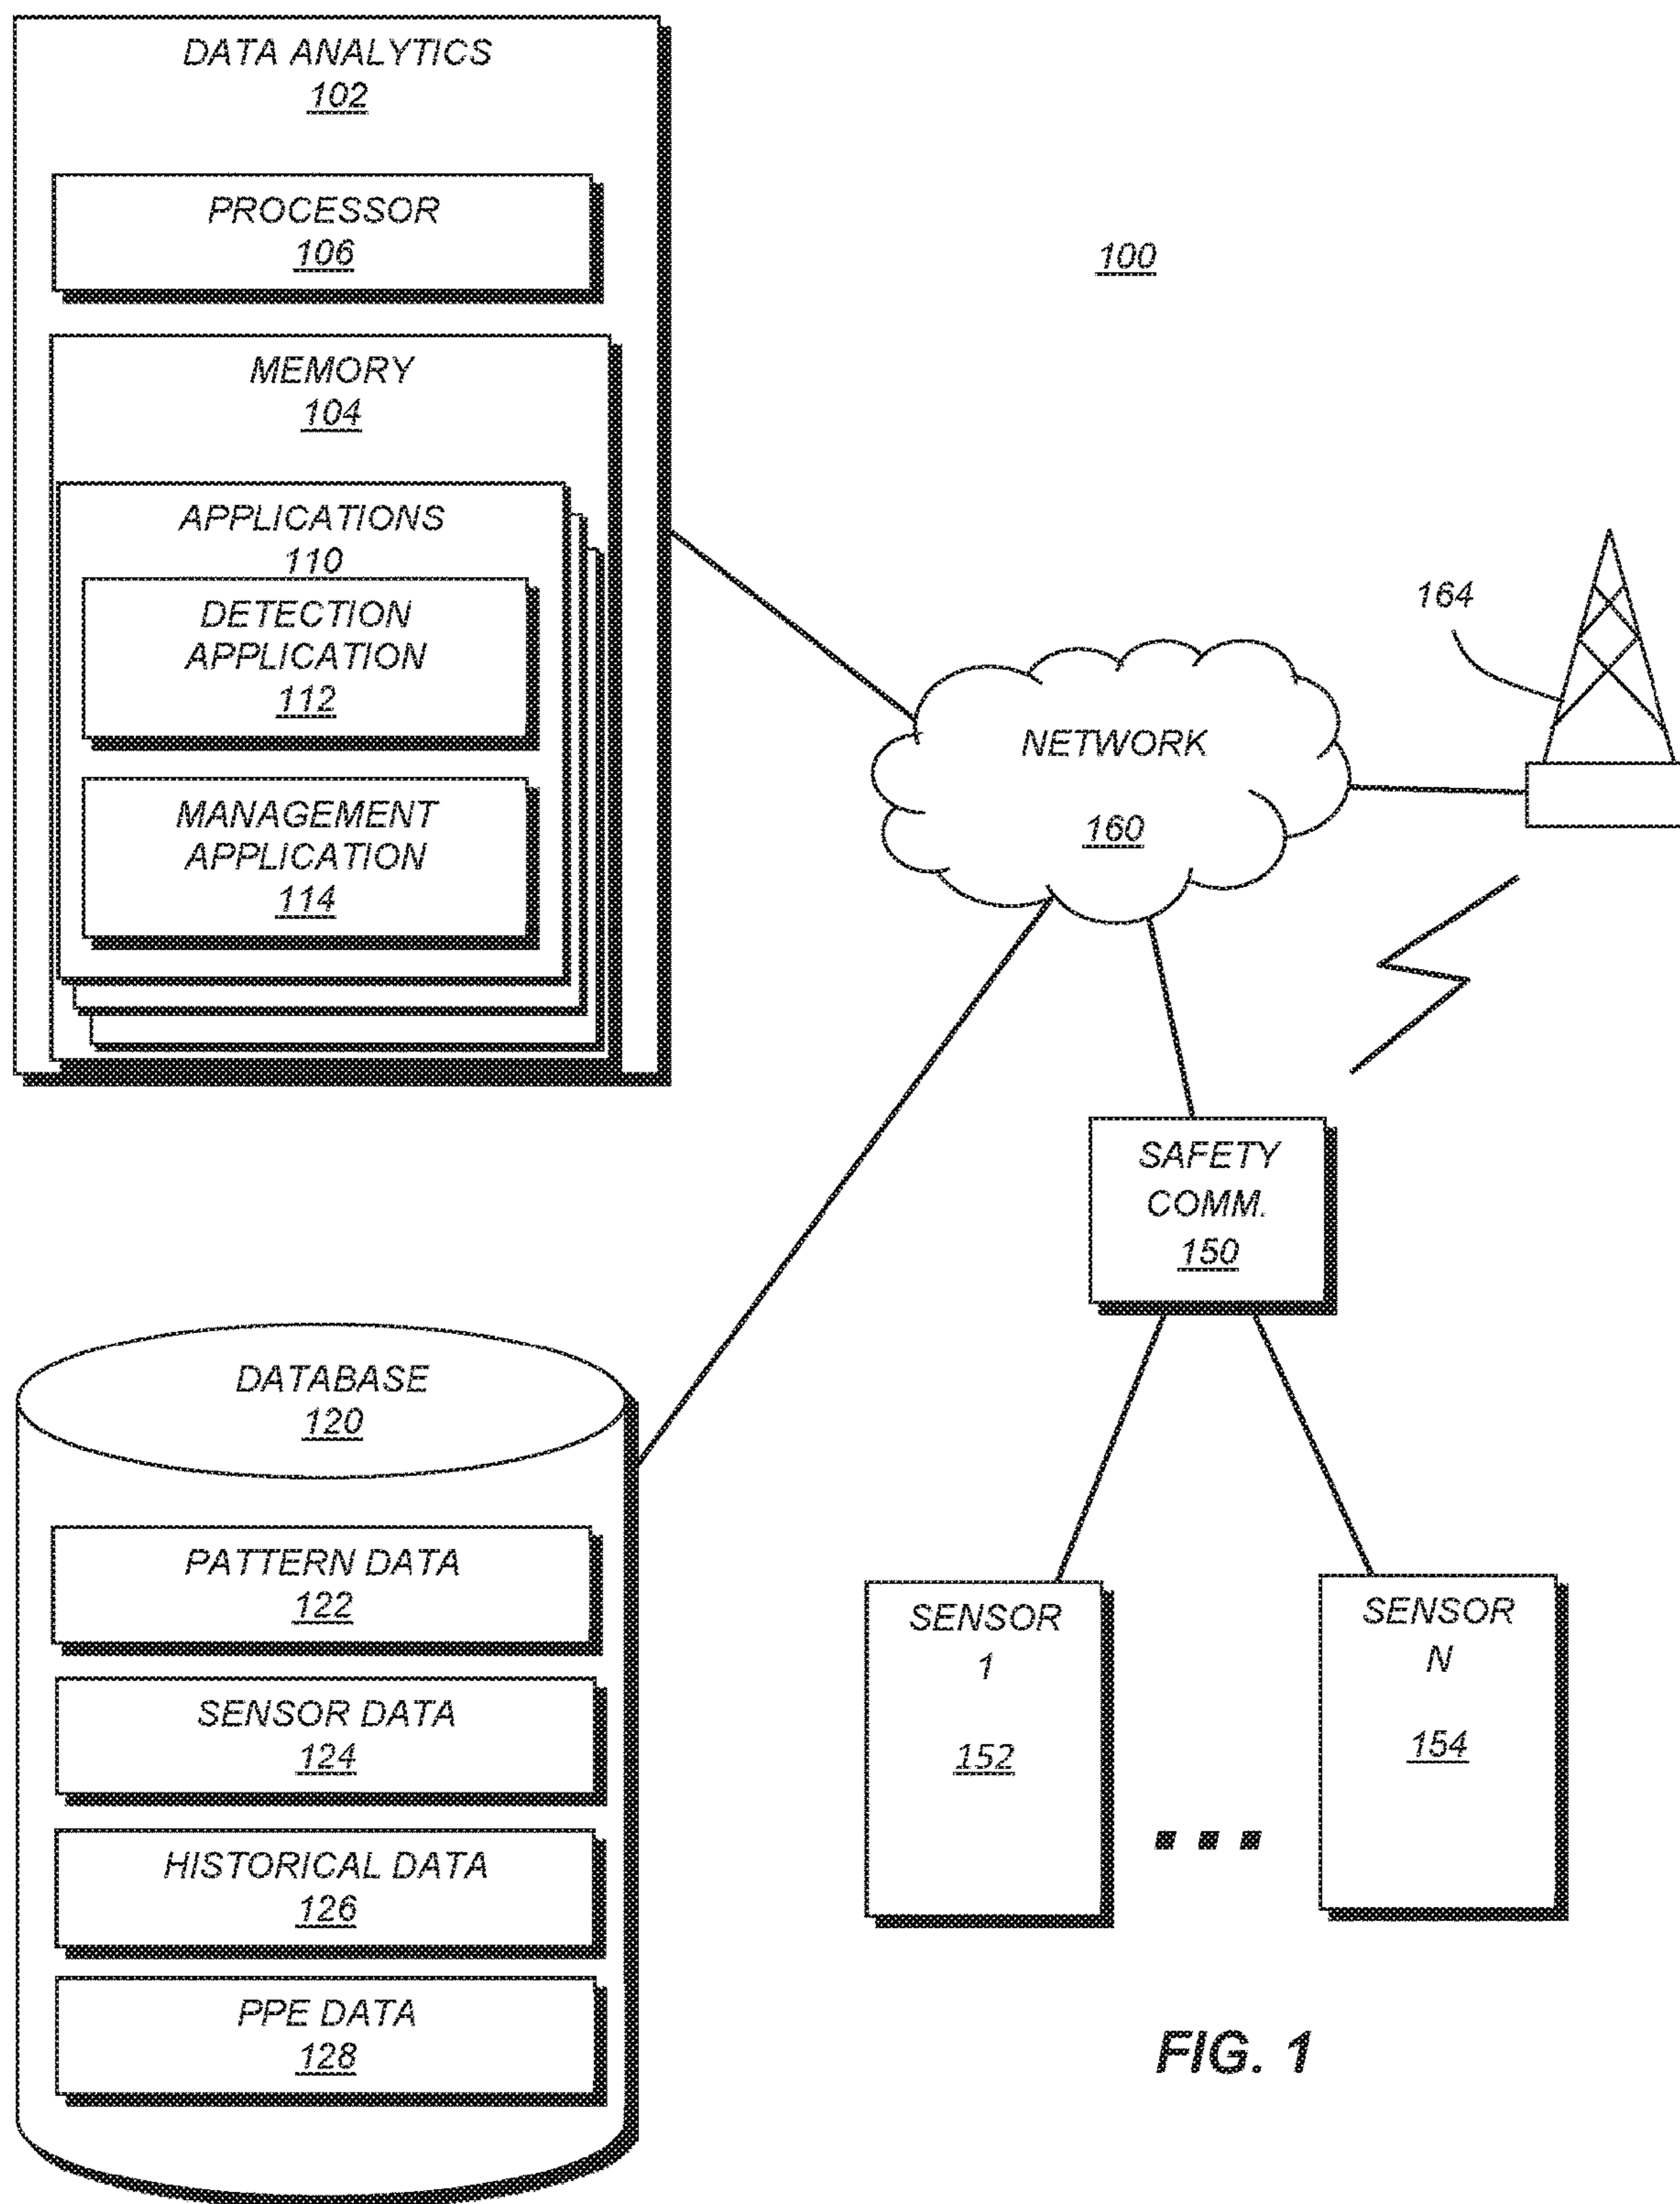 DATA ANALYTICS
102
PROCESSOR
106
MEMORY
104
APPLICATIONS
110
DETECTION
APPLICATION
112
MANAGEMENT
APPLICATION
114
100
164
NETWORK
160
SAFETY
COMM.
150
DATABASE
120
PATTERN DATA
122
SENSOR DATA
124
HISTORICAL DATA
126
PPE DATA
128
SENSOR
1
152
SENSOR
N
154
FIG. 1